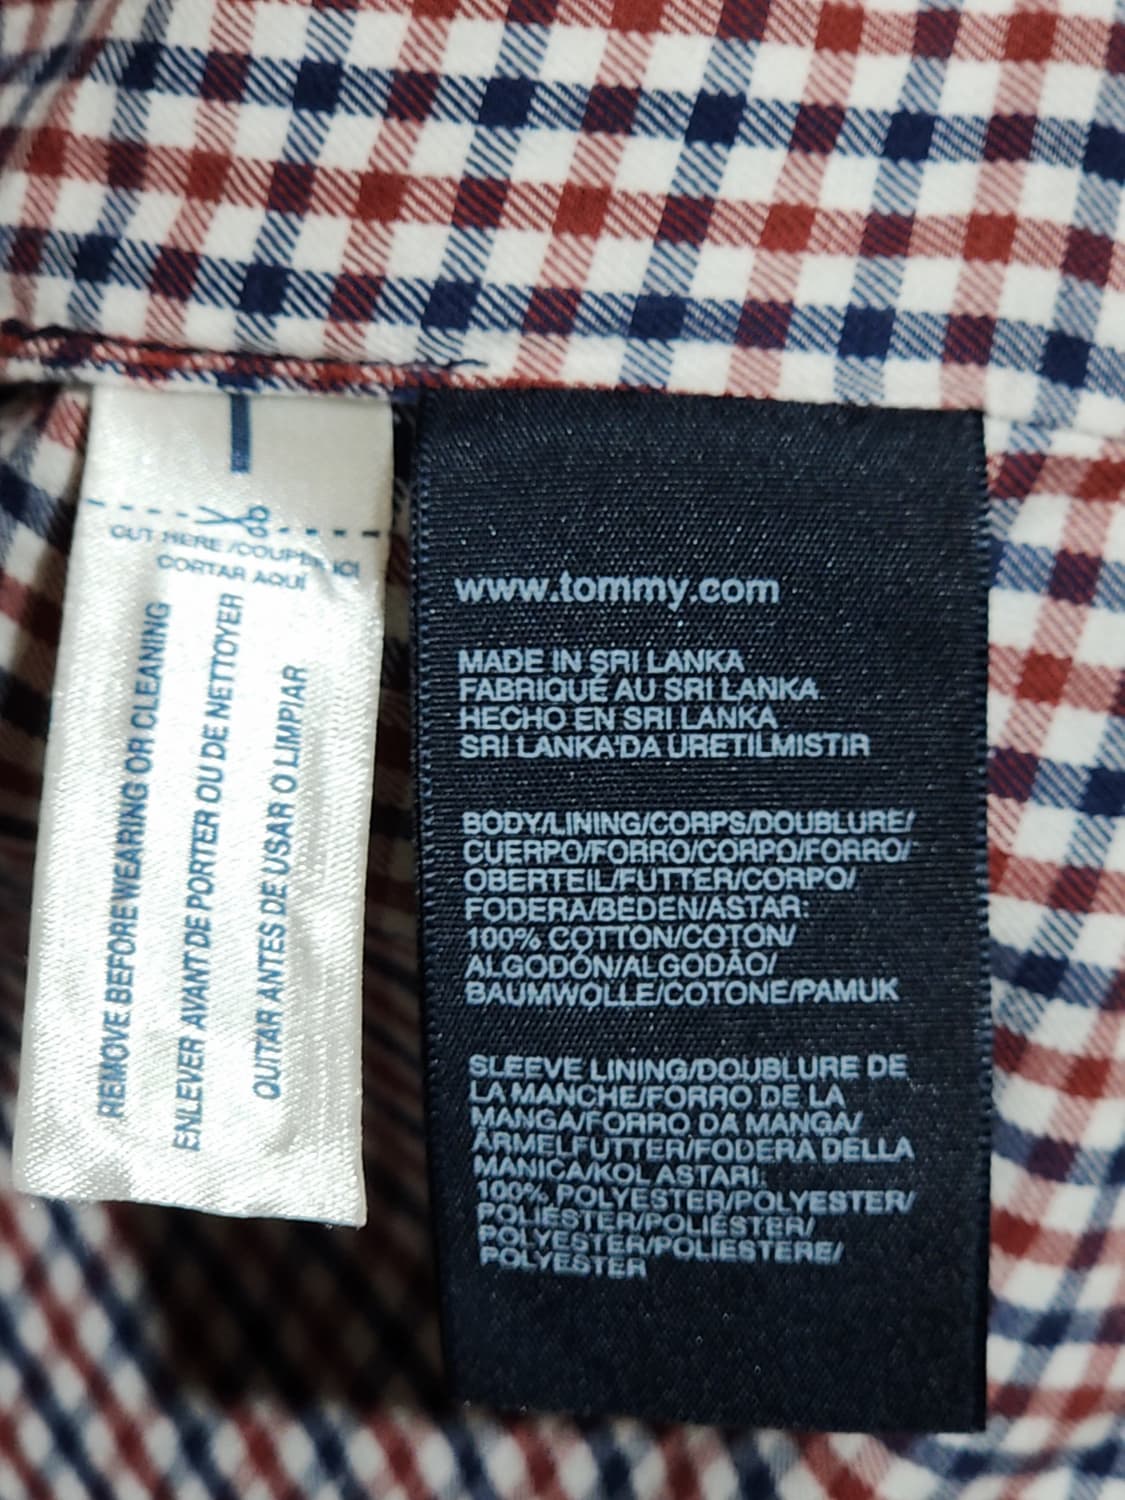 CUT HERE /COUPER ICI
CORTAR AQUÍ
REMOVE BEFORE WEARING OR CLEANING
ENLEVER AVANT DE PORTER OU DE NETTOYER
QUITAR ANTES DE USAR O LIMPIAR
www.tommy.com
MADE IN SRI LANKA
FABRIQUÉ AU SRI LANKA
HECHO EN SRI LANKA
SRI LANKA'DA URETILMISTIR
BODY/LINING/CORPS/DOUBLURE/
CUERPO/FORRO/CORPO/FORRO/
OBERTEIL/FUTTER/CORPO/
FODERA/BEDEN/ASTAR:
100% COTTON/COTON/
ALGODÓN/ALGODÃO/
BAUMWOLLE/COTONE/PAMUK
SLEEVE LINING/DOUBLURE DE
LA MANCHE/FORRO DE LA
MANGA/FORRO DA MANGA/
ÄRMELFUTTER/FODERA DELLA
MANICA/KOL ASTARI:
100% POLYESTER/POLYESTER/
POLIÉSTER/POLIÉSTER/
POLYESTER/POLIESTERE/
POLYESTER